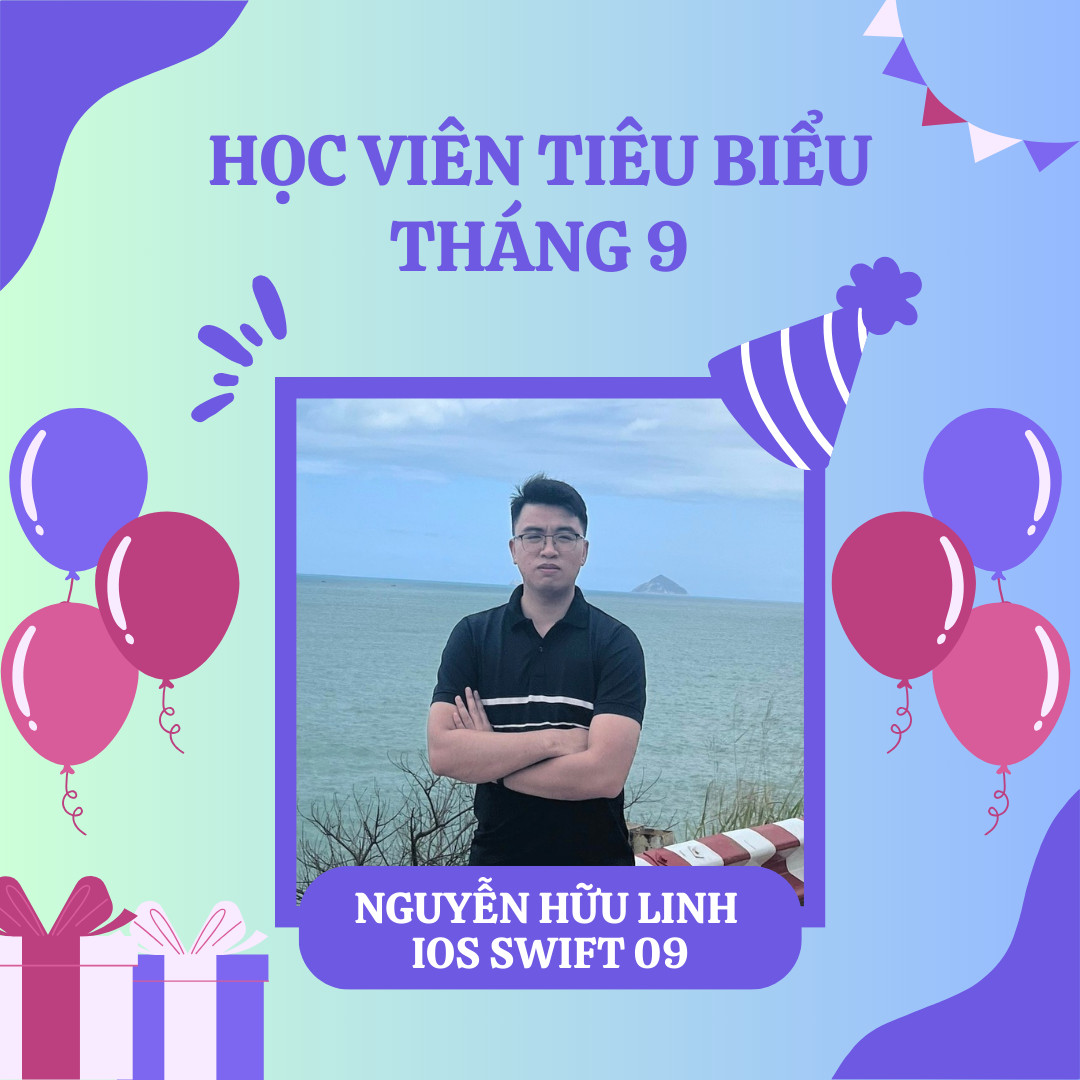 HỌC VIÊN TIÊU BIỂU
THÁNG 9
NGUYỄN HỮU LINH
IOS SWIFT 09